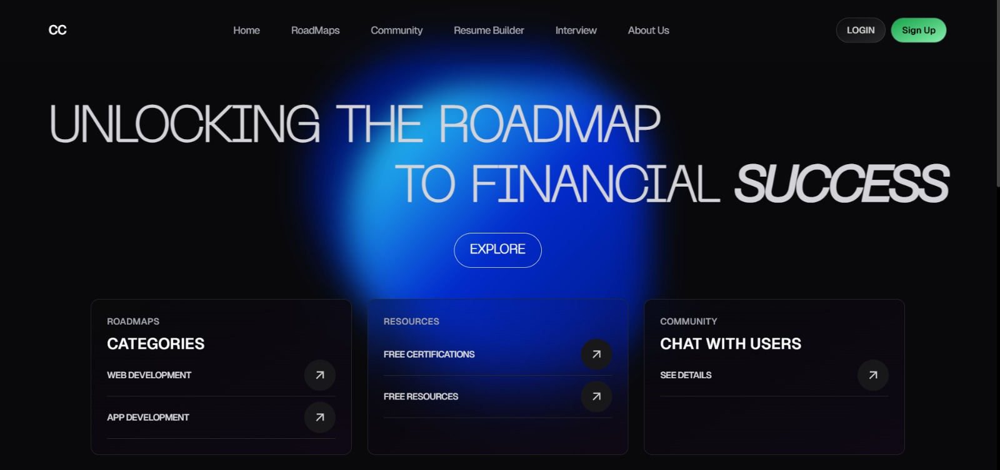 CC
Home
RoadMaps
Community
Resume Builder
Interview
About Us
LOGIN
Sign Up
UNLOCKING THE ROADMAP
TO FINANCIAL SUCCESS
EXPLORE
ROADMAPS
CATEGORIES
WEB DEVELOPMENT
APP DEVELOPMENT
RESOURCES
FREE CERTIFICATIONS
FREE RESOURCES
COMMUNITY
CHAT WITH USERS
SEE DETAILS